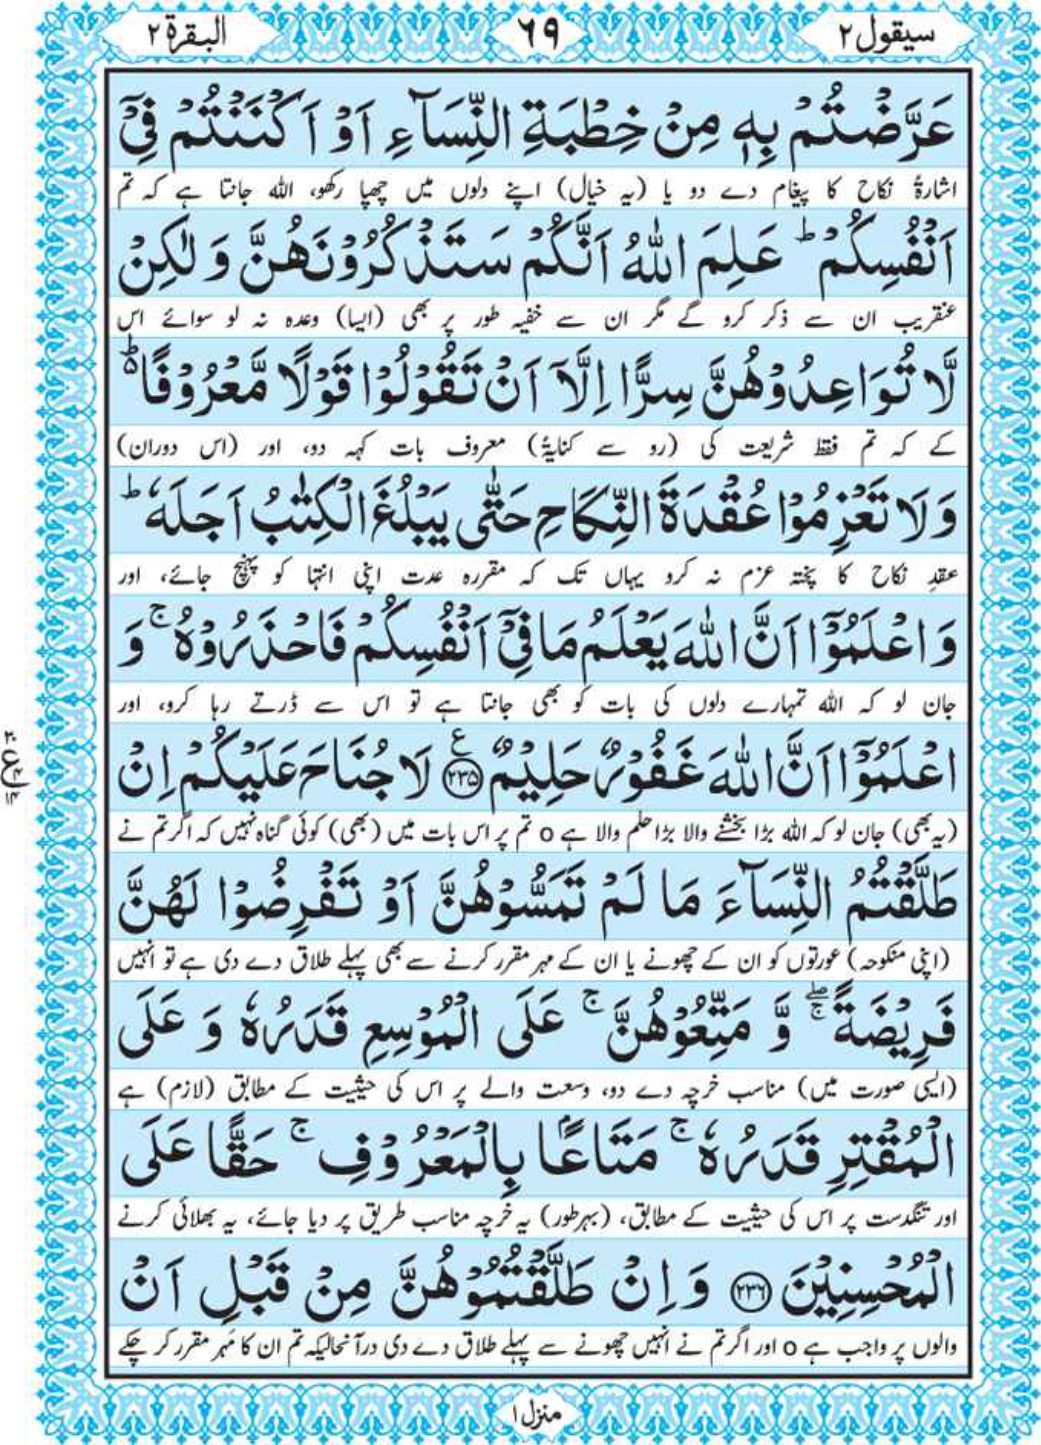 سیقول ۲
۶۹
البقرة ۲
عَرَّضْتُمْ بِهٖ مِنْ خِطْبَةِ النِّسَآءِ اَوْ اَكْنَنْتُمْ فِيْۤ
اشارۃً نکاح کا پیغام دے دو یا (یہ خیال) اپنے دلوں میں چھپا رکھو، اللہ جانتا ہے کہ تم
اَنْفُسِكُمْ ؕ عَلِمَ اللّٰهُ اَنَّكُمْ سَتَذْكُرُوْنَهُنَّ وَ لٰكِنْ
عنقریب ان سے ذکر کرو گے مگر ان سے خفیہ طور پر بھی (ایسا) وعدہ نہ لو سوائے اس
لَّا تُوَاعِدُوْهُنَّ سِرًّا اِلَّاۤ اَنْ تَقُوْلُوْا قَوْلًا مَّعْرُوْفًا ؕ۬
کے کہ تم فقط شریعت کی (رو سے کنایۃً) معروف بات کہہ دو، اور (اس دوران)
وَلَا تَعْزِمُوْا عُقْدَةَ النِّكَاحِ حَتّٰى يَبْلُغَ الْكِتٰبُ اَجَلَهٗ ؕ
عقدِ نکاح کا پختہ عزم نہ کرو یہاں تک کہ مقررہ عدت اپنی انتہا کو پہنچ جائے، اور
وَاعْلَمُوْۤا اَنَّ اللّٰهَ يَعْلَمُ مَا فِيْۤ اَنْفُسِكُمْ فَاحْذَرُوْهُ ۚ وَ
جان لو کہ اللہ تمہارے دلوں کی بات کو بھی جانتا ہے تو اس سے ڈرتے رہا کرو، اور
اعْلَمُوْۤا اَنَّ اللّٰهَ غَفُوْرٌ حَلِيْمٌ ﴿۲۳۵﴾ ع لَا جُنَاحَ عَلَيْكُمْ اِنْ
(یہ بھی) جان لو کہ اللہ بڑا بخشنے والا بڑا حلم والا ہے o تم پر اس بات میں (بھی) کوئی گناہ نہیں کہ اگر تم نے
طَلَّقْتُمُ النِّسَآءَ مَا لَمْ تَمَسُّوْهُنَّ اَوْ تَفْرِضُوْا لَهُنَّ
(اپنی منکوحہ) عورتوں کو ان کے چھونے یا ان کے مہر مقرر کرنے سے بھی پہلے طلاق دے دی ہے تو انہیں
فَرِيْضَةً ۖۚ وَّ مَتِّعُوْهُنَّ ۚ عَلَى الْمُوْسِعِ قَدَرُهٗ وَ عَلَى
(ایسی صورت میں) مناسب خرچہ دے دو، وسعت والے پر اس کی حیثیت کے مطابق (لازم) ہے
الْمُقْتِرِ قَدَرُهٗ ۚ مَتَاعًۢا بِالْمَعْرُوْفِ ۚ حَقًّا عَلَى
اور تنگدست پر اس کی حیثیت کے مطابق، (بہرطور) یہ خرچہ مناسب طریق پر دیا جائے، یہ بھلائی کرنے
الْمُحْسِنِيْنَ ﴿۲۳۶﴾ وَ اِنْ طَلَّقْتُمُوْهُنَّ مِنْ قَبْلِ اَنْ
والوں پر واجب ہے o اور اگر تم نے انہیں چھونے سے پہلے طلاق دے دی درآنحالیکہ تم ان کا مَہر مقرر کر چکے
منزل ۱